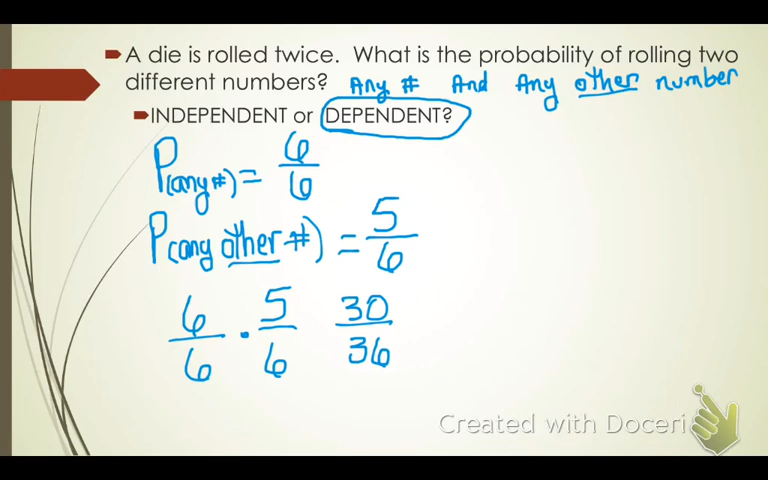 A die is rolled twice. What is the probability of rolling two
different numbers? Any # And Any other number
INDEPENDENT or DEPENDENT?
P(any #) = 6/6
P(any other #) = 5/6
6/6 · 5/6 30/36
Created with Doceri